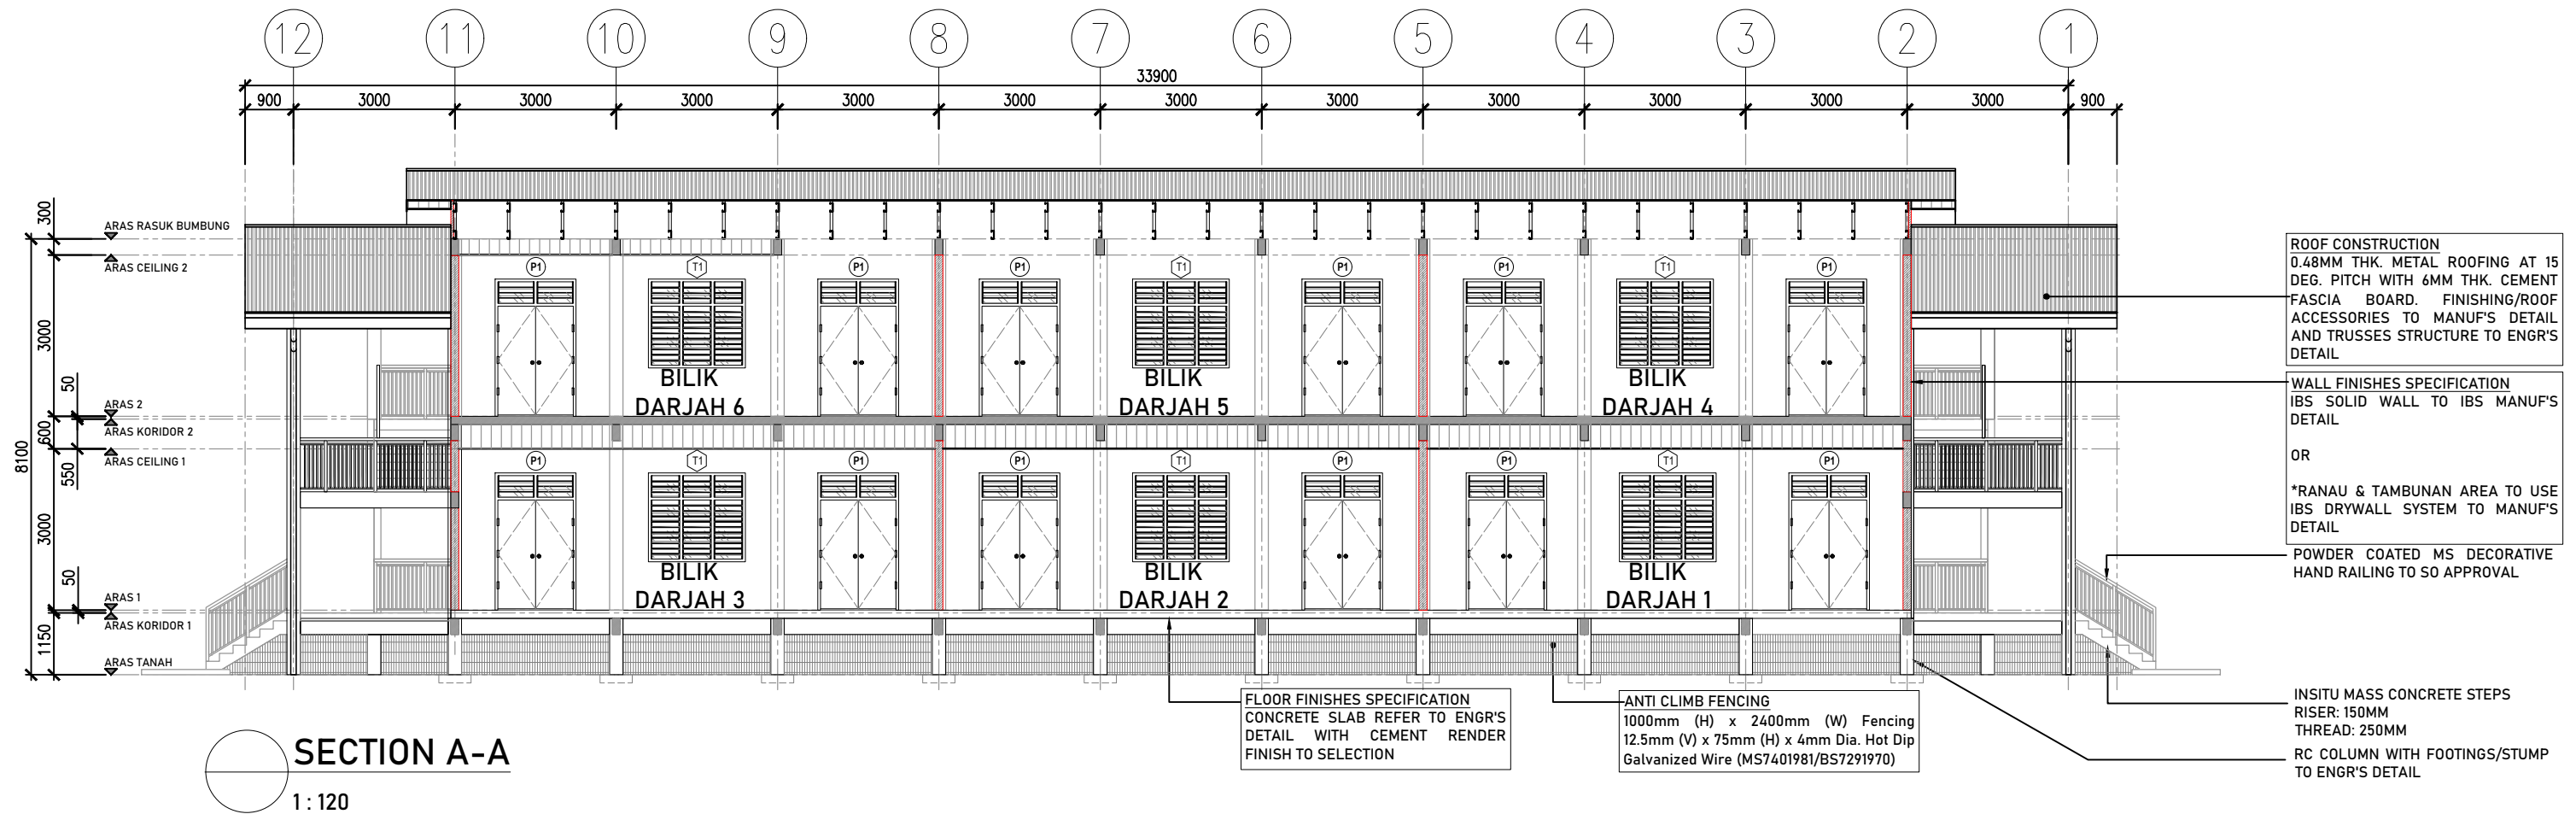 12 11 10 9 8 7 6 5 4 3 2 1
33900
900 3000 3000 3000 3000 3000 3000 3000 3000 3000 3000 3000 900
300
3000
50
600
550
3000
50
1150
8100
ARAS RASUK BUMBUNG
ARAS CEILING 2
ARAS 2
ARAS KORIDOR 2
ARAS CEILING 1
ARAS 1
ARAS KORIDOR 1
ARAS TANAH
P1 T1 P1 P1 T1 P1 P1 T1 P1
BILIK
DARJAH 6
BILIK
DARJAH 5
BILIK
DARJAH 4
P1 T1 P1 P1 T1 P1 P1 T1 P1
BILIK
DARJAH 3
BILIK
DARJAH 2
BILIK
DARJAH 1
ROOF CONSTRUCTION
0.48MM THK. METAL ROOFING AT 15
DEG. PITCH WITH 6MM THK. CEMENT
FASCIA BOARD. FINISHING/ROOF
ACCESSORIES TO MANUF'S DETAIL
AND TRUSSES STRUCTURE TO ENGR'S
DETAIL
WALL FINISHES SPECIFICATION
IBS SOLID WALL TO IBS MANUF'S
DETAIL
OR
*RANAU & TAMBUNAN AREA TO USE
IBS DRYWALL SYSTEM TO MANUF'S
DETAIL
POWDER COATED MS DECORATIVE
HAND RAILING TO SO APPROVAL
INSITU MASS CONCRETE STEPS
RISER: 150MM
THREAD: 250MM
RC COLUMN WITH FOOTINGS/STUMP
TO ENGR'S DETAIL
FLOOR FINISHES SPECIFICATION
CONCRETE SLAB REFER TO ENGR'S
DETAIL WITH CEMENT RENDER
FINISH TO SELECTION
ANTI CLIMB FENCING
1000mm (H) x 2400mm (W) Fencing
12.5mm (V) x 75mm (H) x 4mm Dia. Hot Dip
Galvanized Wire (MS7401981/BS7291970)
SECTION A-A
1 : 120